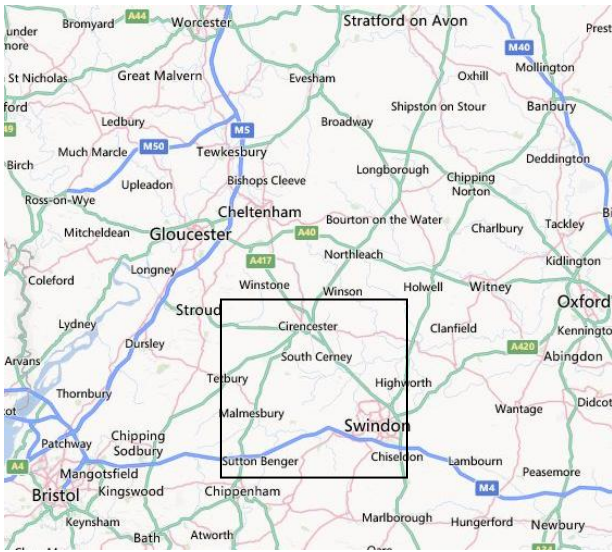 Bromyard
A44
Worcester
Stratford on Avon
M40
Mollington
Great Malvern
Evesham
Oxhill
St Nicholas
Shipston on Stour
Banbury
Ledbury
Broadway
M5
M50
Much Marcle
Tewkesbury
Deddington
Birch
Upleadon
Bishops Cleeve
Longborough
Chipping
Norton
Ross-on-Wye
Cheltenham
Bourton on the Water
Mitcheldean
Gloucester
A40
Charlbury
Tackley
Northleach
A417
Longney
Kidlington
Coleford
Winstone
Winson
Holwell
Witney
Oxford
Stroud
Lydney
Cirencester
Clanfield
Kennington
Dursley
South Cerney
A420
Arvans
Abingdon
Tetbury
Highworth
Thornbury
Malmesbury
Wantage
Didcot
Swindon
Patchway
Chipping
Sodbury
Sutton Benger
Chiseldon
Lambourn
A4
Mangotsfield
Peasemore
Bristol
Kingswood
Chippenham
M4
Keynsham
Marlborough
Hungerford
Newbury
Bath
Atworth